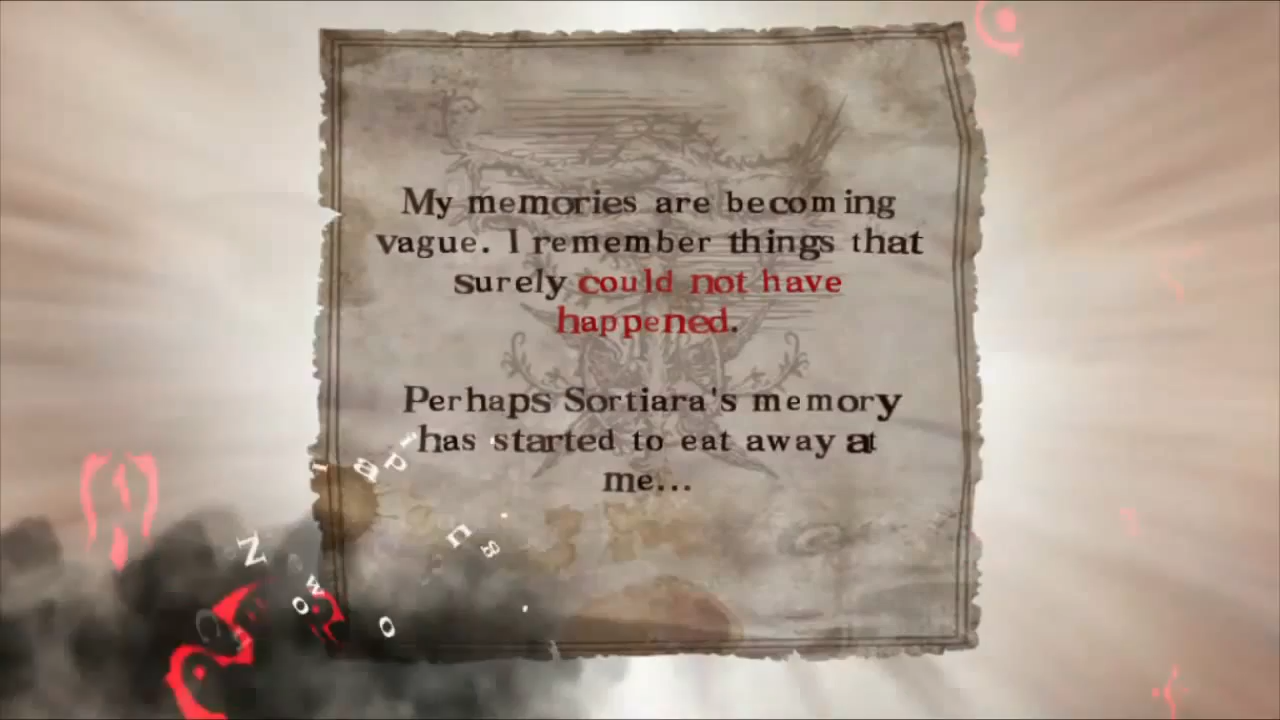 My memories are becoming
vague. I remember things that
surely could not have
happened.
Perhaps Sortiara's memory
has started to eat away at
me...